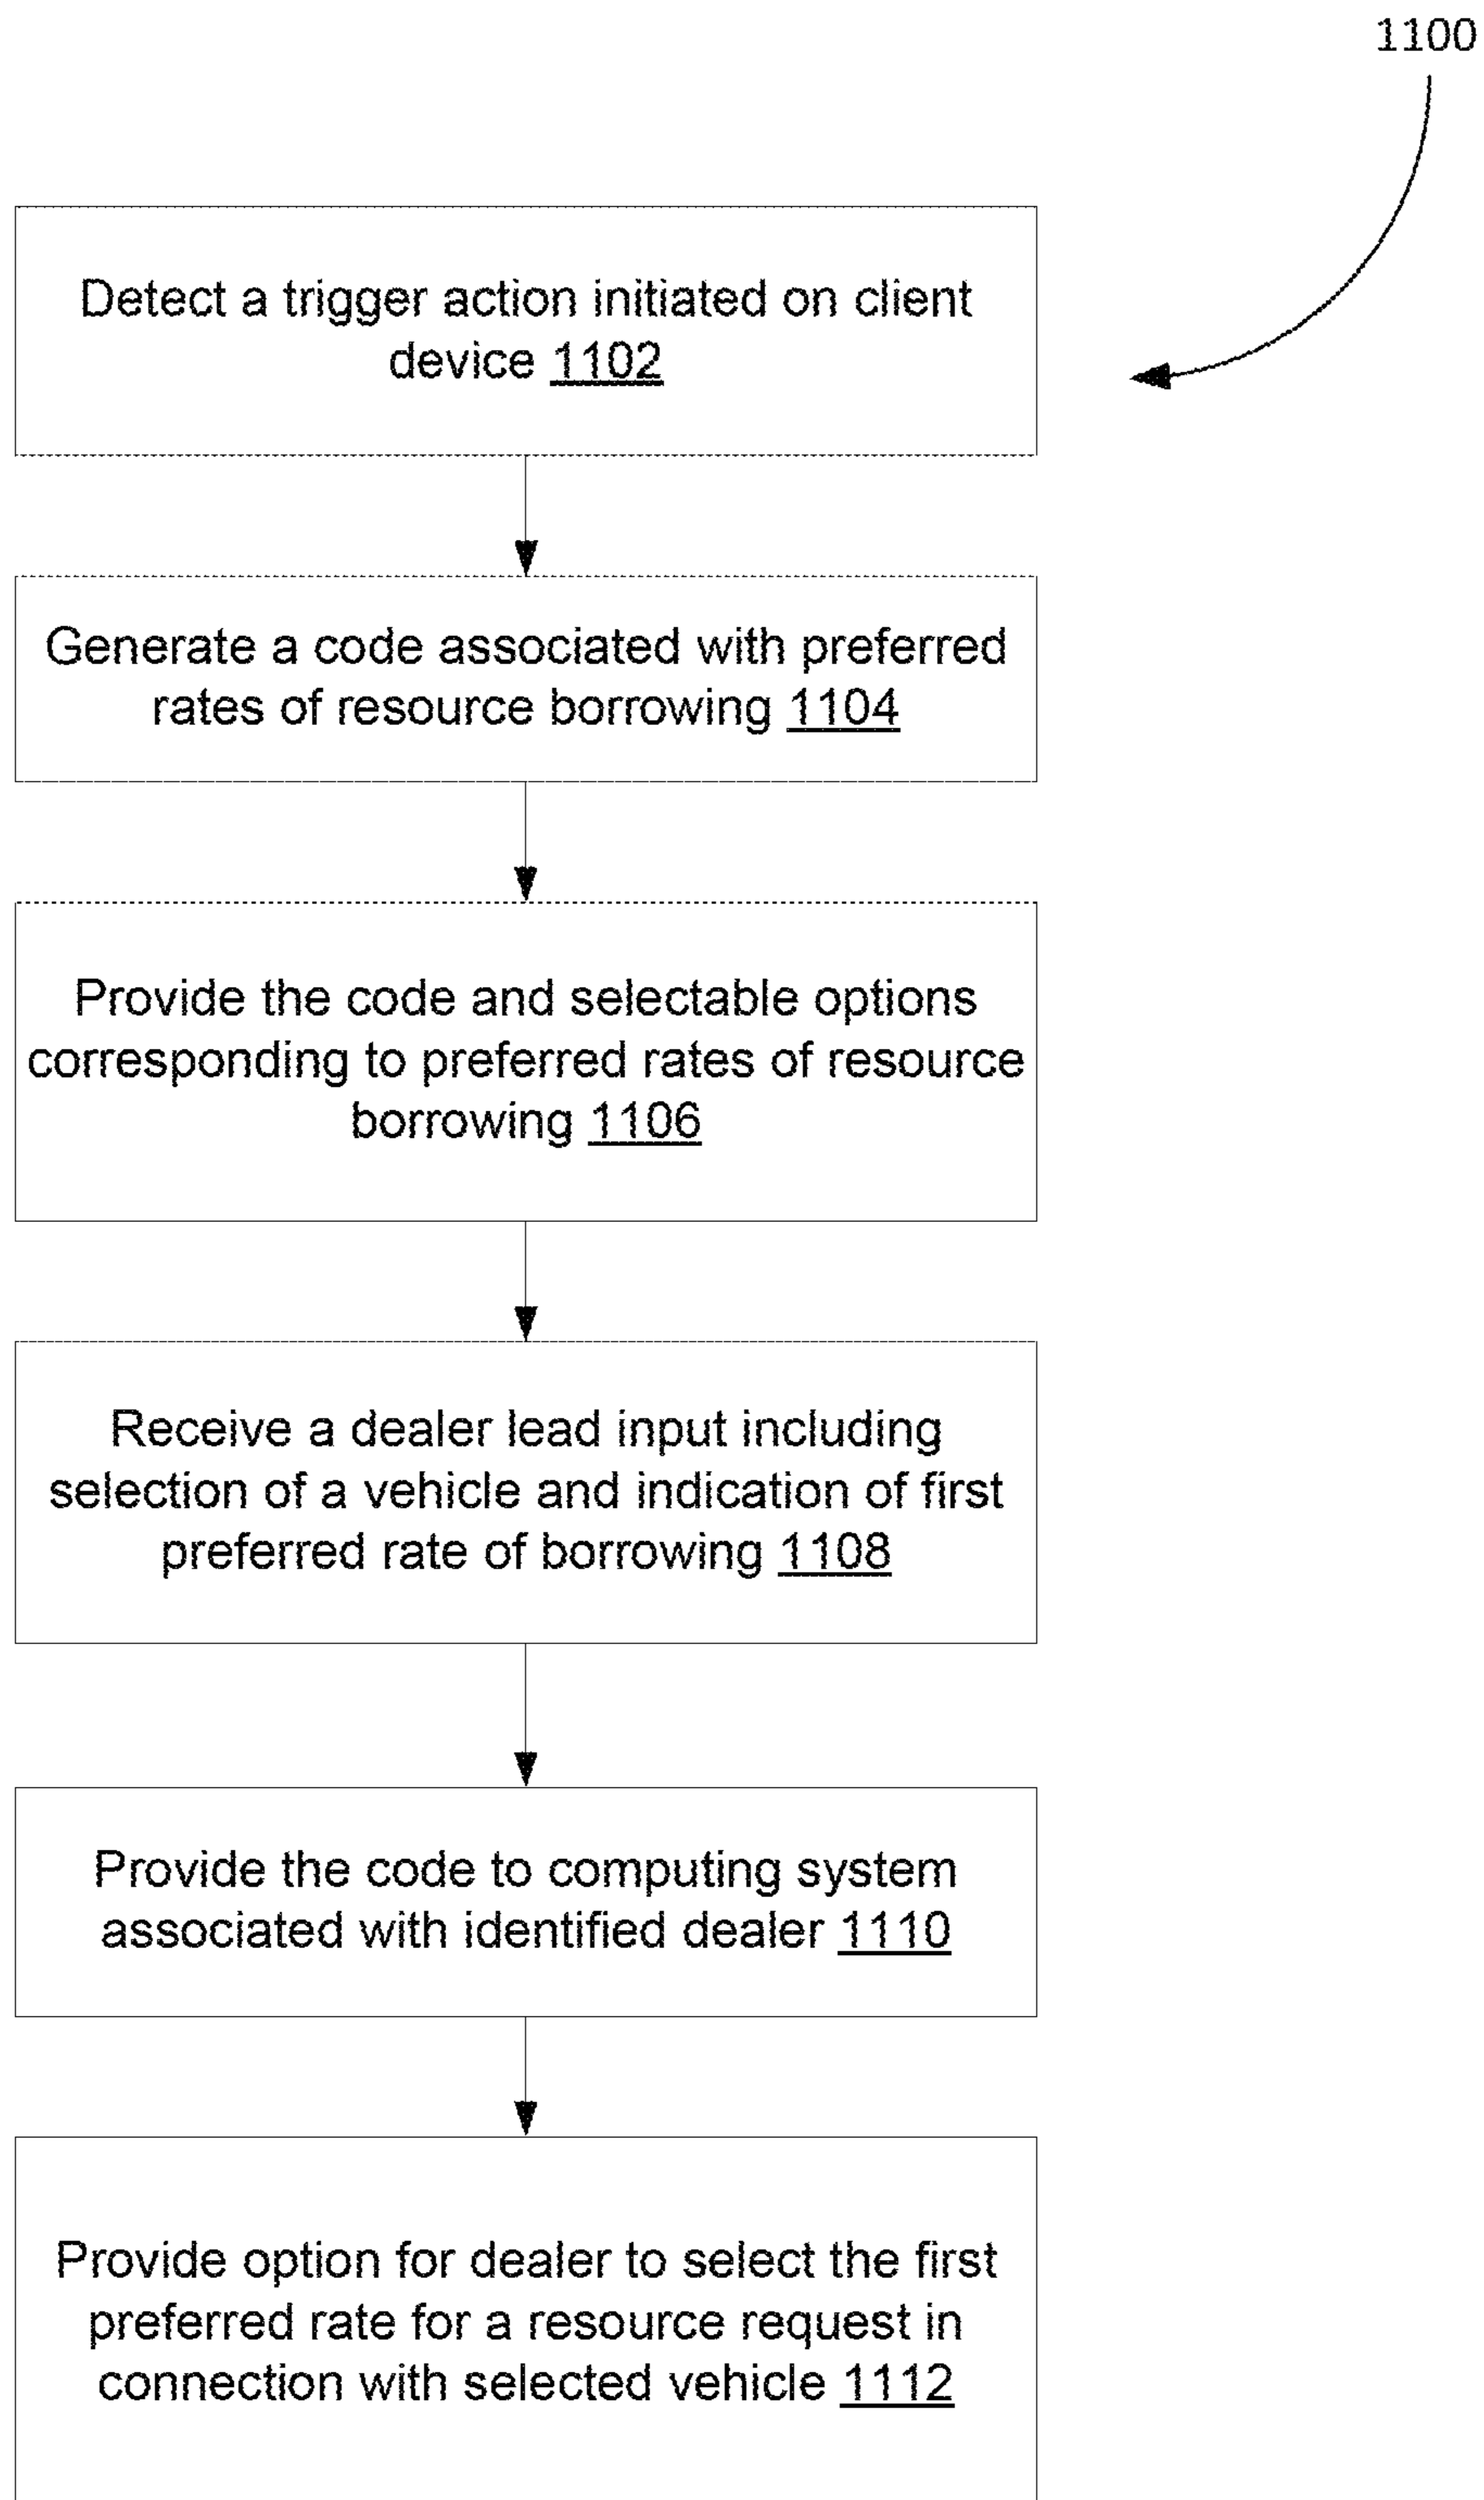 1100
Detect a trigger action initiated on client
device 1102
Generate a code associated with preferred
rates of resource borrowing 1104
Provide the code and selectable options
corresponding to preferred rates of resource
borrowing 1106
Receive a dealer lead input including
selection of a vehicle and indication of first
preferred rate of borrowing 1108
Provide the code to computing system
associated with identified dealer 1110
Provide option for dealer to select the first
preferred rate for a resource request in
connection with selected vehicle 1112